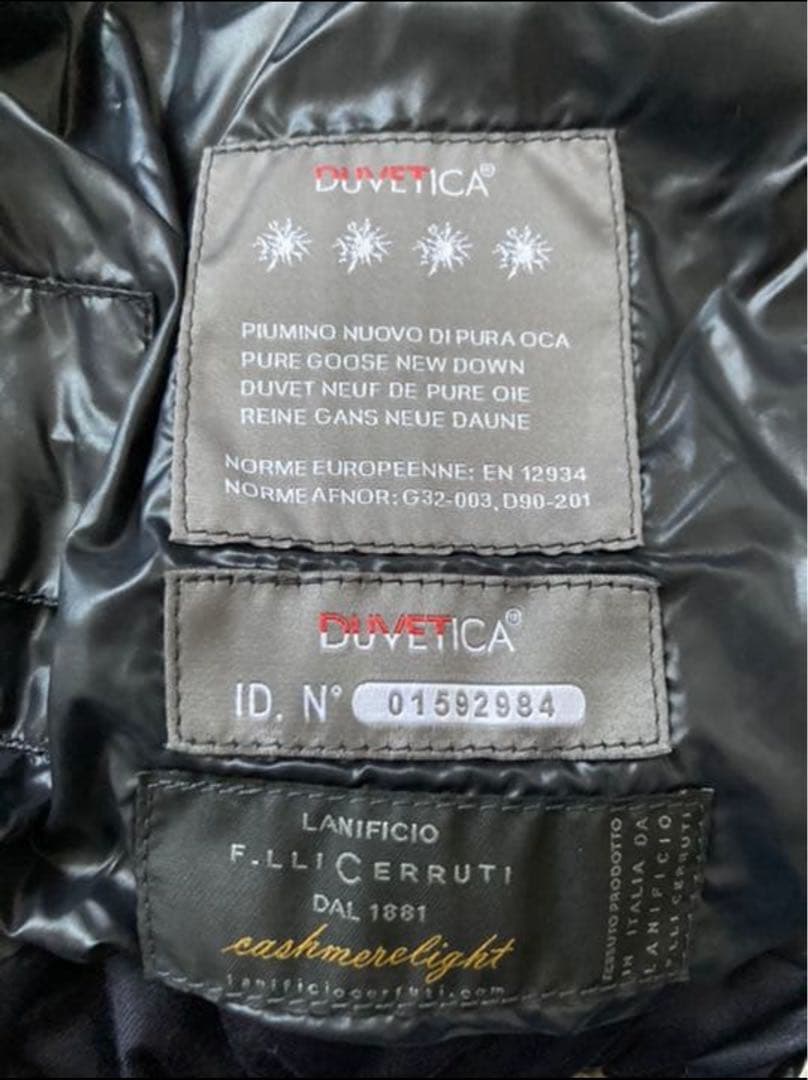 DUVETICA®
PIUMINO NUOVO DI PURA OCA
PURE GOOSE NEW DOWN
DUVET NEUF DE PURE OIE
REINE GANS NEUE DAUNE
NORME EUROPEENNE: EN 12934
NORME AFNOR: G32-003, D90-201
DUVETICA®
ID. N° 01592984
LANIFICIO
F.LLI CERRUTI
DAL 1881
cashmerelight
lanificiocerruti.com
TESSUTO PRODOTTO
IN ITALIA DA
LANIFICIO
F.LLI CERRUTI